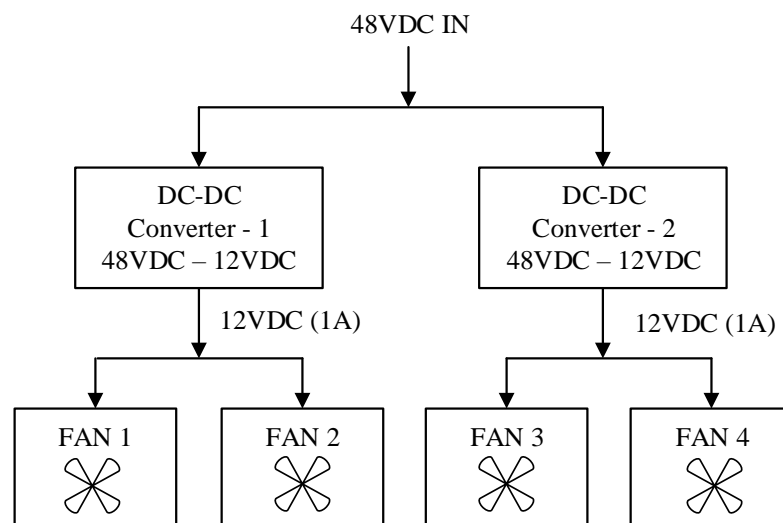 48VDC IN
DC-DC
Converter - 1
48VDC – 12VDC
DC-DC
Converter - 2
48VDC – 12VDC
12VDC (1A)
12VDC (1A)
FAN 1
FAN 2
FAN 3
FAN 4